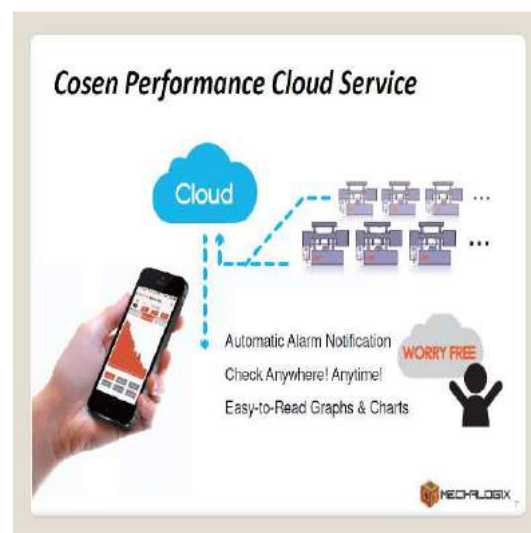 Cosen Performance Cloud Service
Cloud
Automatic Alarm Notification
WORRY FREE
Check Anywhere! Anytime!
Easy-to-Read Graphs & Charts
MECHALOGIX
7